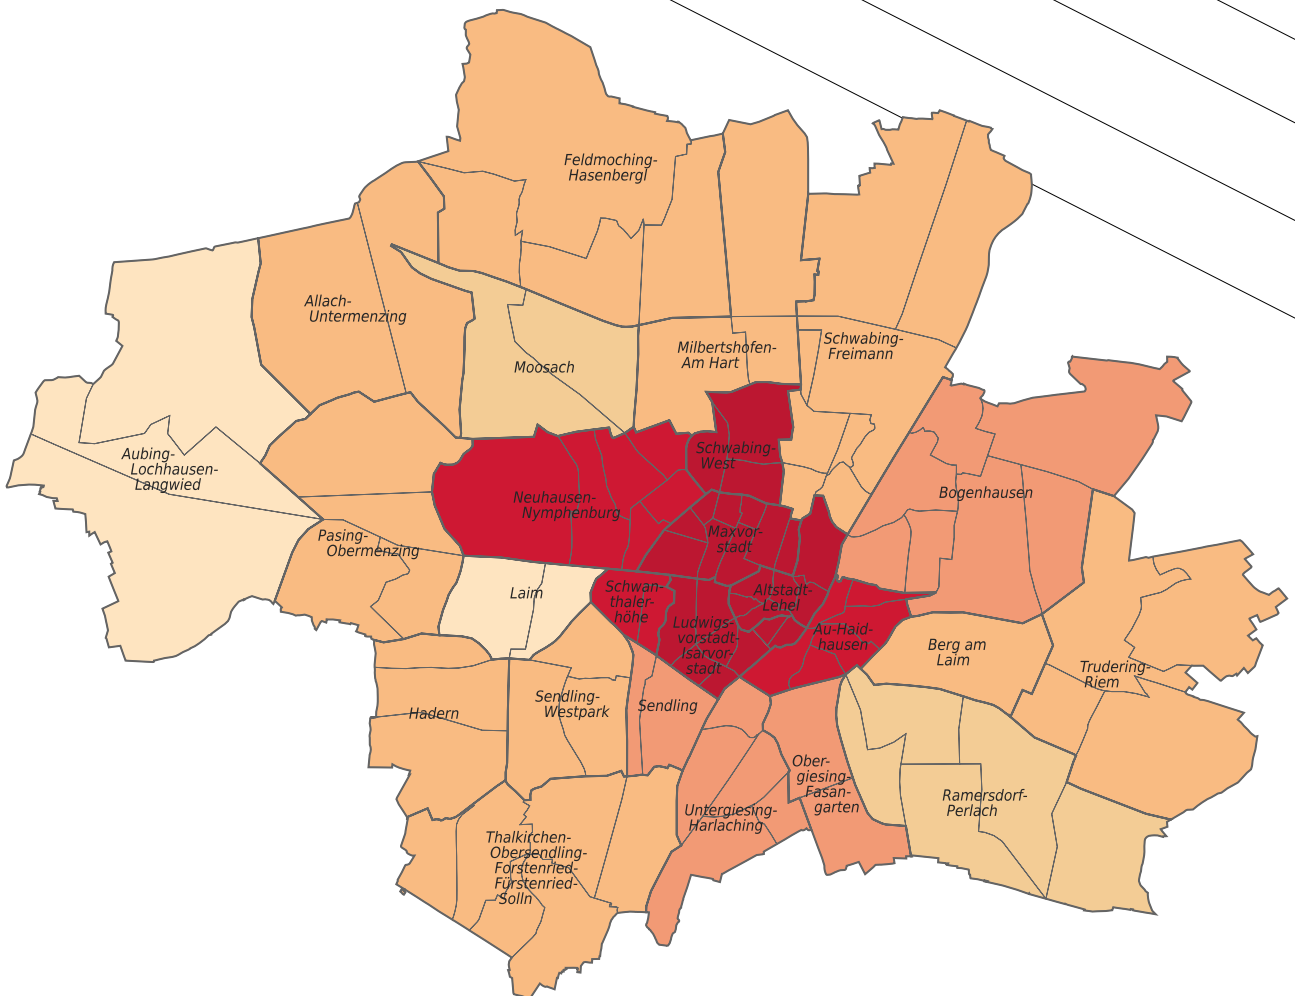 Feldmoching-
Hasenbergl
Allach-
Untermenzing
Moosach
Milbertshofen-
Am Hart
Schwabing-
Freimann
Aubing-
Lochhausen-
Langwied
Schwabing-
West
Neuhausen-
Nymphenburg
Bogenhausen
Maxvor-
stadt
Pasing-
Obermenzing
Laim
Schwan-
thaler-
höhe
Altstadt-
Lehel
Ludwigs-
vorstadt-
Isarvor-
stadt
Au-Haid-
hausen
Berg am
Laim
Trudering-
Riem
Hadern
Sendling-
Westpark
Sendling
Ober-
giesing-
Fasan-
garten
Untergiesing-
Harlaching
Ramersdorf-
Perlach
Thalkirchen-
Obersendling-
Forstenried-
Fürstenried-
Solln